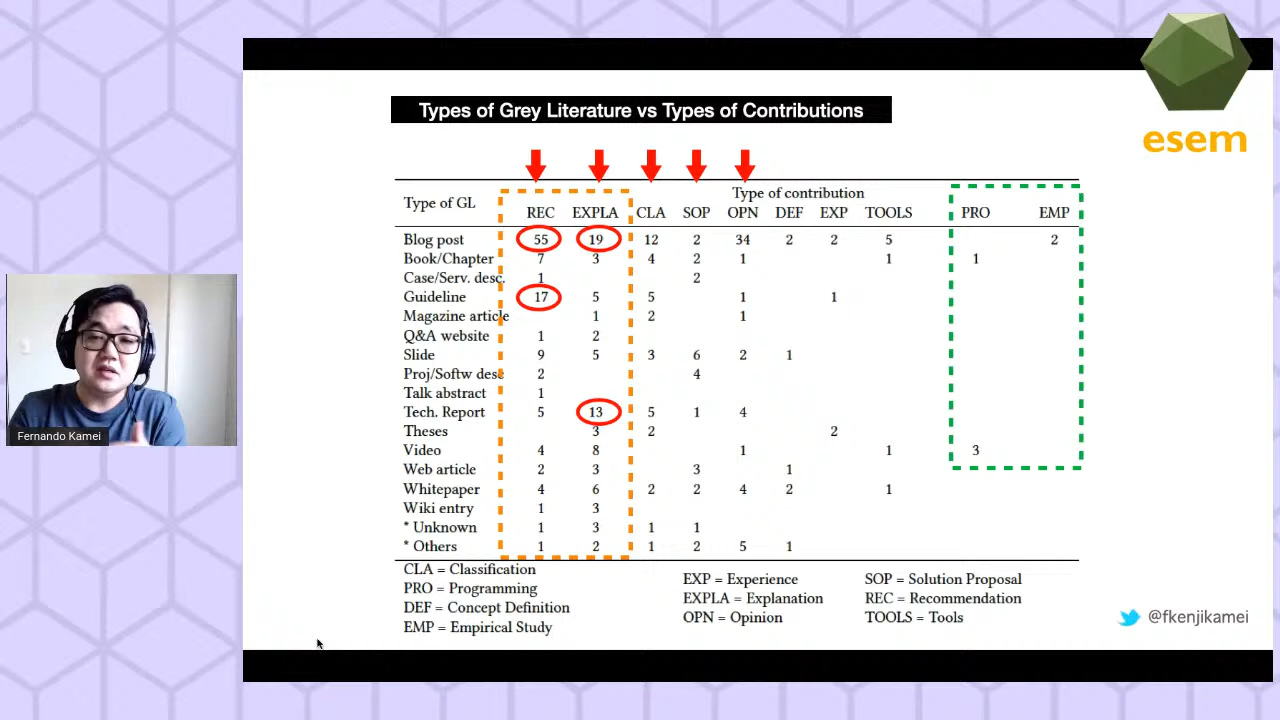 Types of Grey Literature vs Types of Contributions
esem
Type of GL
Type of contribution
REC EXPLA CLA SOP OPN DEF EXP TOOLS PRO EMP
Blog post 55 19 12 2 34 2 2 5 2
Book/Chapter 7 3 4 2 1 1 1
Case/Serv. desc. 1 2
Guideline 17 5 5 1 1
Magazine article 1 2 1
Q&A website 1 2
Slide 9 5 3 6 2 1
Proj/Softw desc 2 4
Talk abstract 1
Tech. Report 5 13 5 1 4
Theses 3 2 2
Video 4 8 1 1 3
Web article 2 3 3 1
Whitepaper 4 6 2 2 4 2 1
Wiki entry 1 3
* Unknown 1 3 1 1
* Others 1 2 1 2 5 1
CLA = Classification
PRO = Programming
DEF = Concept Definition
EMP = Empirical Study
EXP = Experience
EXPLA = Explanation
OPN = Opinion
SOP = Solution Proposal
REC = Recommendation
TOOLS = Tools
@fkenjikamei
Fernando Kamei